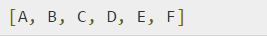 [A, B, C, D, E, F]